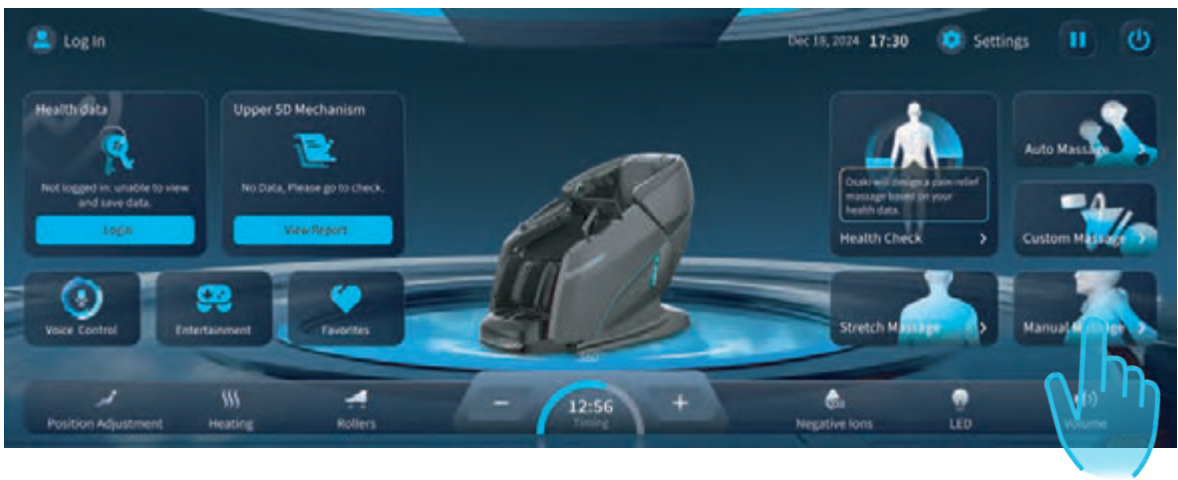 Log In
Dec 18, 2024 17:30
Settings
Health data
Not logged in: unable to view
and save data.
Login
Upper 5D Mechanism
No Data, Please go to check.
View Report
Osaki will design a pain-relief
massage based on your
health data.
Health Check
Auto Massage
Custom Massage
Voice Control
Entertainment
Favorites
Stretch Massage
Manual Massage
360°
Position Adjustment
Heating
Rollers
−
12:56
Timing
+
Negative Ions
LED
Volume